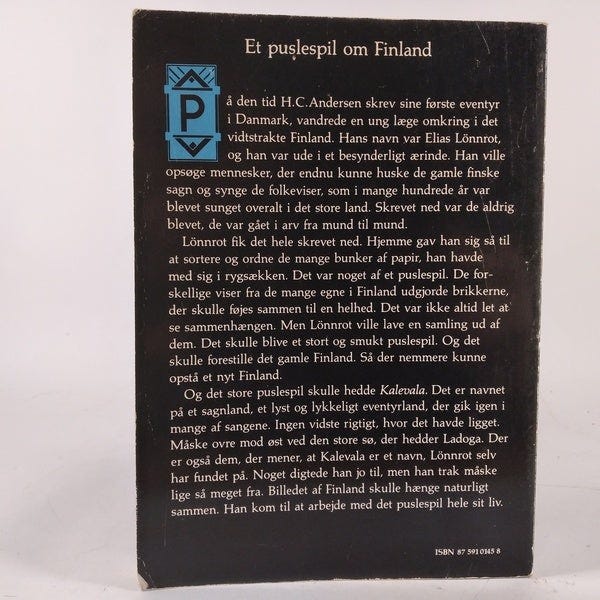 Et puslespil om Finland
På den tid H.C. Andersen skrev sine første eventyr
i Danmark, vandrede en ung læge omkring i det
vidtstrakte Finland. Hans navn var Elias Lönnrot,
og han var ude i et besynderligt ærinde. Han ville
opsøge mennesker, der endnu kunne huske de gamle finske
sagn og synge de folkeviser, som i mange hundrede år var
blevet sunget overalt i det store land. Skrevet ned var de aldrig
blevet, de var gået i arv fra mund til mund.
Lönnrot fik det hele skrevet ned. Hjemme gav han sig så til
at sortere og ordne de mange bunker af papir, han havde
med sig i rygsækken. Det var noget af et puslespil. De for-
skellige viser fra de mange egne i Finland udgjorde brikkerne,
der skulle føjes sammen til en helhed. Det var ikke altid let at
se sammenhængen. Men Lönnrot ville lave en samling ud af
dem. Det skulle blive et stort og smukt puslespil. Og det
skulle forestille det gamle Finland. Så der nemmere kunne
opstå et nyt Finland.
Og det store puslespil skulle hedde Kalevala. Det er navnet
på et sagnland, et lyst og lykkeligt eventyrland, der gik igen i
mange af sangene. Ingen vidste rigtigt, hvor det havde ligget.
Måske ovre mod øst ved den store sø, der hedder Ladoga. Der
er også dem, der mener, at Kalevala er et navn, Lönnrot selv
har fundet på. Noget digtede han jo til, men han trak måske
lige så meget fra. Billedet af Finland skulle hænge naturligt
sammen. Han kom til at arbejde med det puslespil hele sit liv.
ISBN 87 591 0145 8